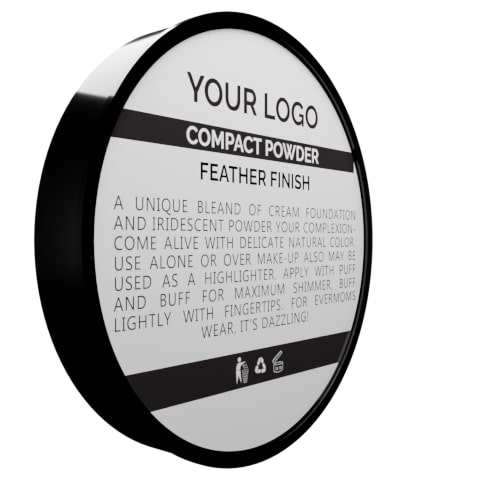 YOUR LOGO
COMPACT POWDER
FEATHER FINISH
A UNIQUE BLEAND OF CREAM FOUNDATION
AND IRIDESCENT POWDER YOUR COMPLEXION-
COME ALIVE WITH DELICATE NATURAL COLOR.
USE ALONE OR OVER MAKE-UP ALSO MAY BE
USED AS A HIGHLIGHTER. APPLY WITH PUFF
AND BUFF FOR MAXIMUM SHIMMER, BUFF
LIGHTLY WITH FINGERTIPS. FOR EVERMOMS
WEAR, IT'S DAZZLING!